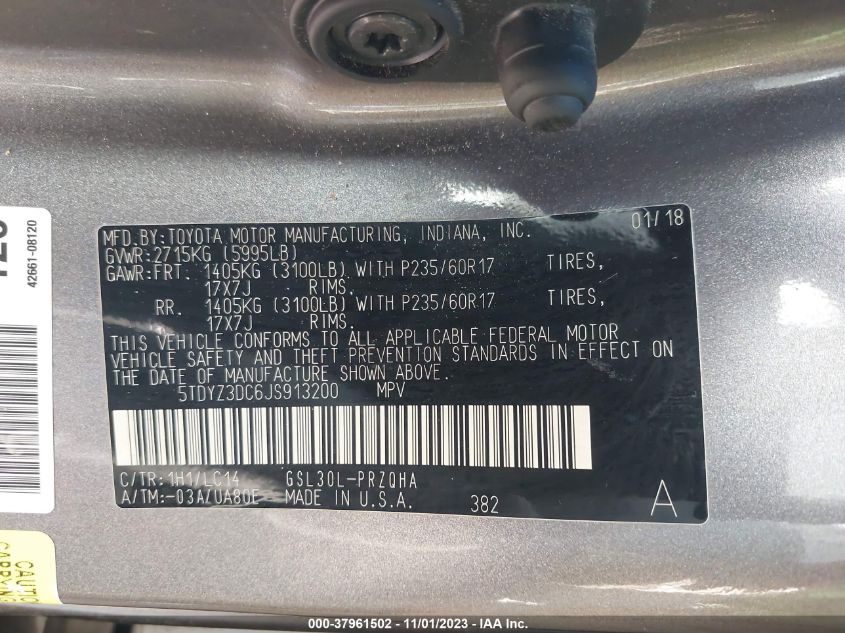 MFD.BY:TOYOTA MOTOR MANUFACTURING, INDIANA, INC. 01/18
GVWR:2715KG (5995LB)
GAWR:FRT. 1405KG (3100LB) WITH P235/60R17 TIRES,
17X7J RIMS.
RR. 1405KG (3100LB) WITH P235/60R17 TIRES,
17X7J RIMS.
THIS VEHICLE CONFORMS TO ALL APPLICABLE FEDERAL MOTOR
VEHICLE SAFETY AND THEFT PREVENTION STANDARDS IN EFFECT ON
THE DATE OF MANUFACTURE SHOWN ABOVE.
5TDYZ3DC6JS913200 MPV
C/TR:1H1/LC14 GSL30L-PRZQHA
A/TM:-03A/UA80E MADE IN U.S.A. 382 A
42661-08120
000-37961502 - 11/01/2023 - IAA Inc.